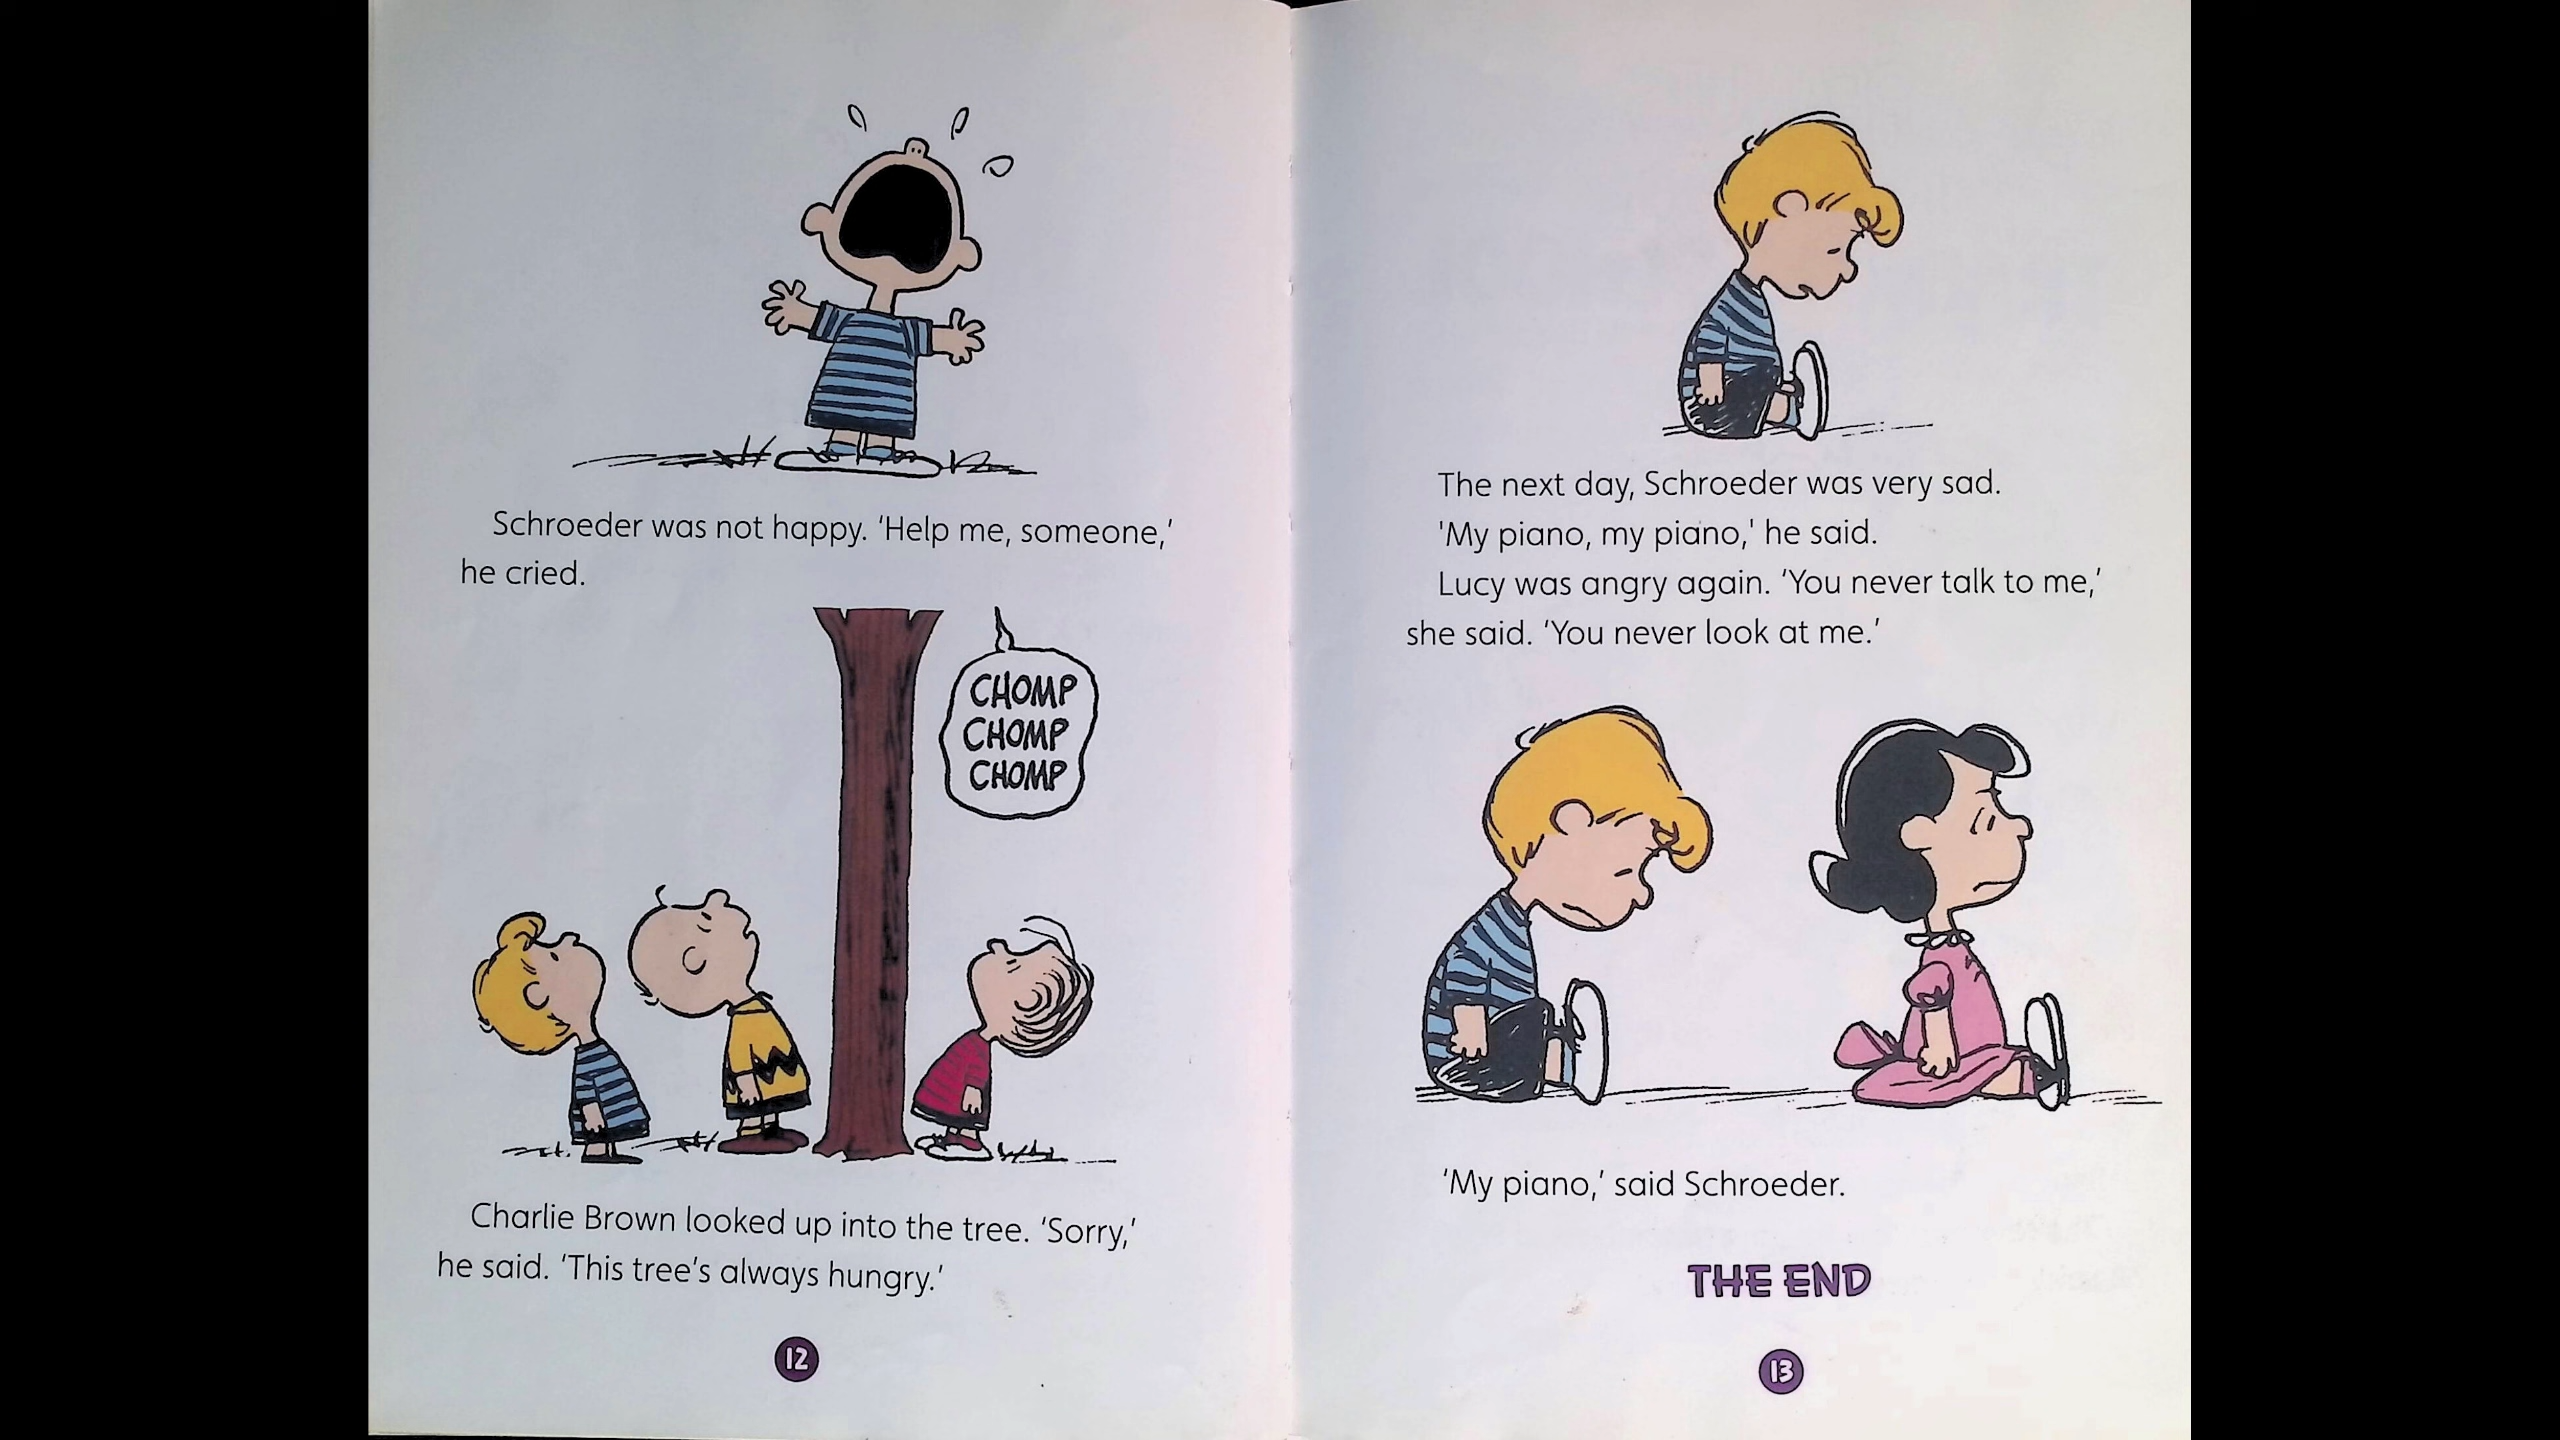 Schroeder was not happy. 'Help me, someone,'
he cried.
CHOMP
CHOMP
CHOMP
Charlie Brown looked up into the tree. 'Sorry,'
he said. 'This tree's always hungry.'
12
The next day, Schroeder was very sad.
'My piano, my piano,' he said.
Lucy was angry again. 'You never talk to me,'
she said. 'You never look at me.'
'My piano,' said Schroeder.
THE END
13